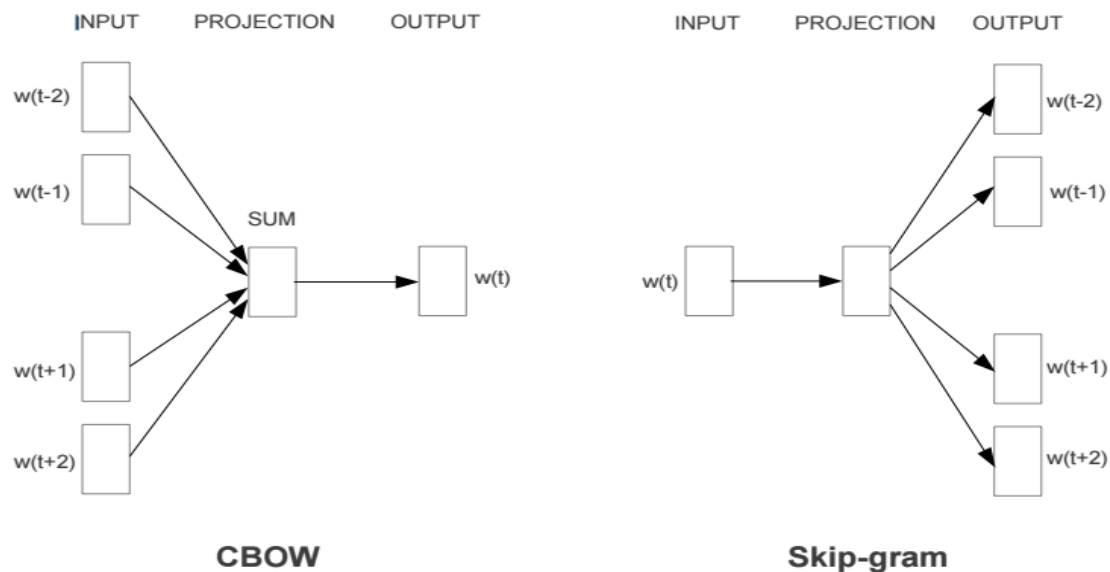 INPUT PROJECTION OUTPUT
w(t-2)
w(t-1)
SUM
w(t)
w(t+1)
w(t+2)
CBOW
INPUT PROJECTION OUTPUT
w(t-2)
w(t-1)
w(t)
w(t+1)
w(t+2)
Skip-gram